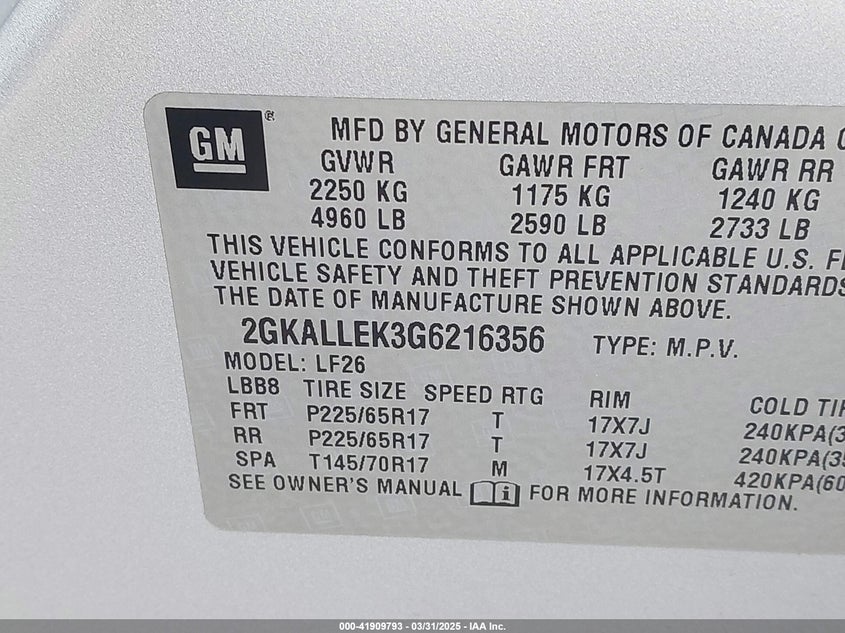 GM ®
MFD BY GENERAL MOTORS OF CANADA
GVWR GAWR FRT GAWR RR
2250 KG 1175 KG 1240 KG
4960 LB 2590 LB 2733 LB
THIS VEHICLE CONFORMS TO ALL APPLICABLE U.S.
VEHICLE SAFETY AND THEFT PREVENTION STANDARDS
THE DATE OF MANUFACTURE SHOWN ABOVE.
2GKALLEK3G6216356 TYPE: M.P.V.
MODEL: LF26
LBB8 TIRE SIZE SPEED RTG RIM COLD
FRT P225/65R17 T 17X7J 240KPA(3
RR P225/65R17 T 17X7J 240KPA(35
SPA T145/70R17 M 17X4.5T 420KPA(60
SEE OWNER'S MANUAL i FOR MORE INFORMATION.
000-41909793 - 03/31/2025 - IAA Inc.